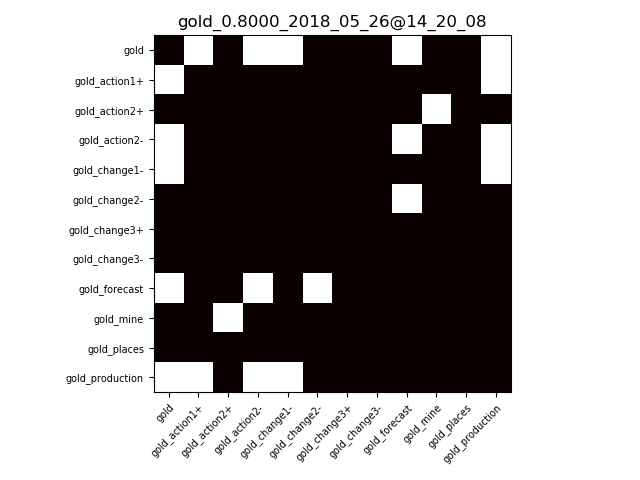 gold_0.8000_2018_05_26@14_20_08
gold
gold_action1+
gold_action2+
gold_action2-
gold_change1-
gold_change2-
gold_change3+
gold_change3-
gold_forecast
gold_mine
gold_places
gold_production
gold
gold_action1+
gold_action2+
gold_action2-
gold_change1-
gold_change2-
gold_change3+
gold_change3-
gold_forecast
gold_mine
gold_places
gold_production